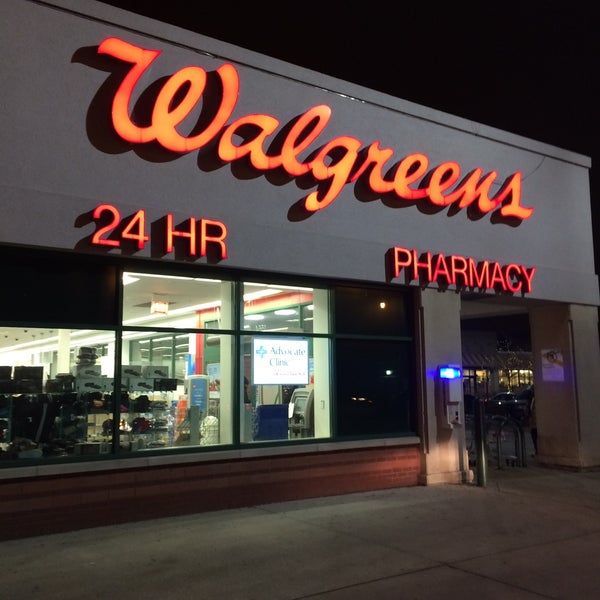 Walgreens
24 HR
PHARMACY
Advocate
Clinic